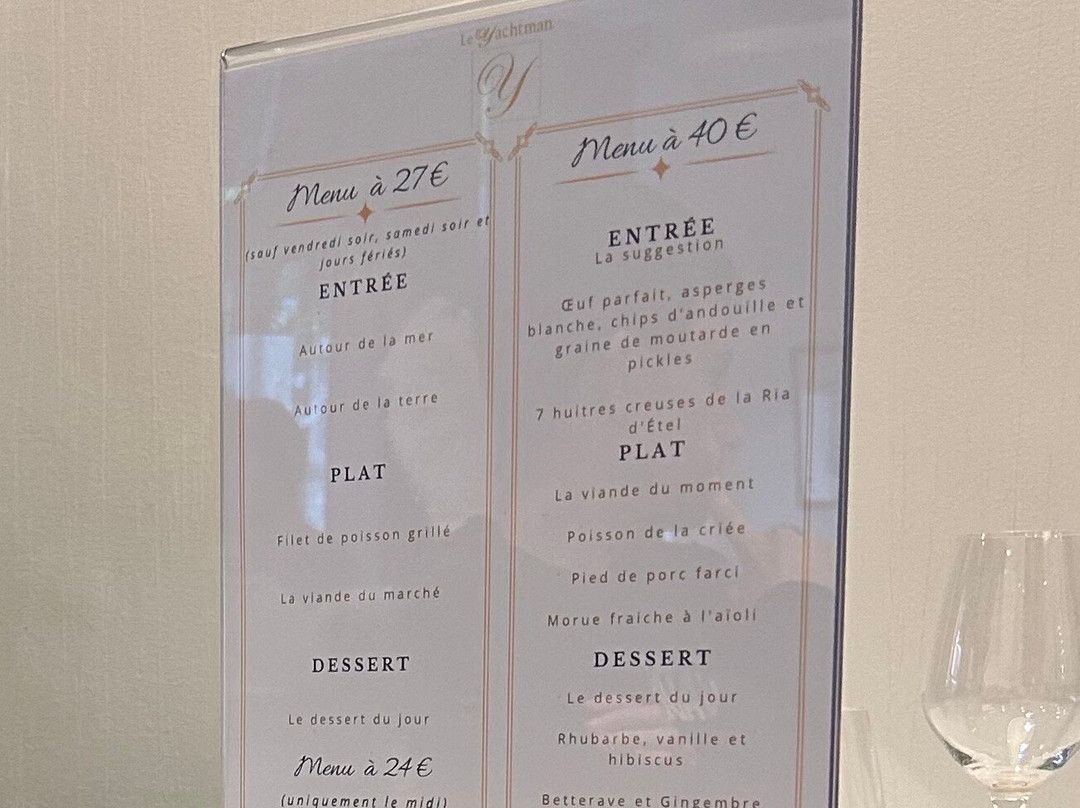 Le Yachtman
Y
Menu à 27€
(sauf vendredi soir, samedi soir et
jours fériés)
ENTRÉE
Autour de la mer
Autour de la terre
PLAT
Filet de poisson grillé
La viande du marché
DESSERT
Le dessert du jour
Menu à 24€
(uniquement le midi)
Menu à 40€
ENTRÉE
La suggestion
Œuf parfait, asperges
blanche, chips d'andouille et
graine de moutarde en
pickles
7 huitres creuses de la Ria
d'Étel
PLAT
La viande du moment
Poisson de la criée
Pied de porc farci
Morue fraiche à l'aïoli
DESSERT
Le dessert du jour
Rhubarbe, vanille et
hibiscus
Betterave et Gingembre